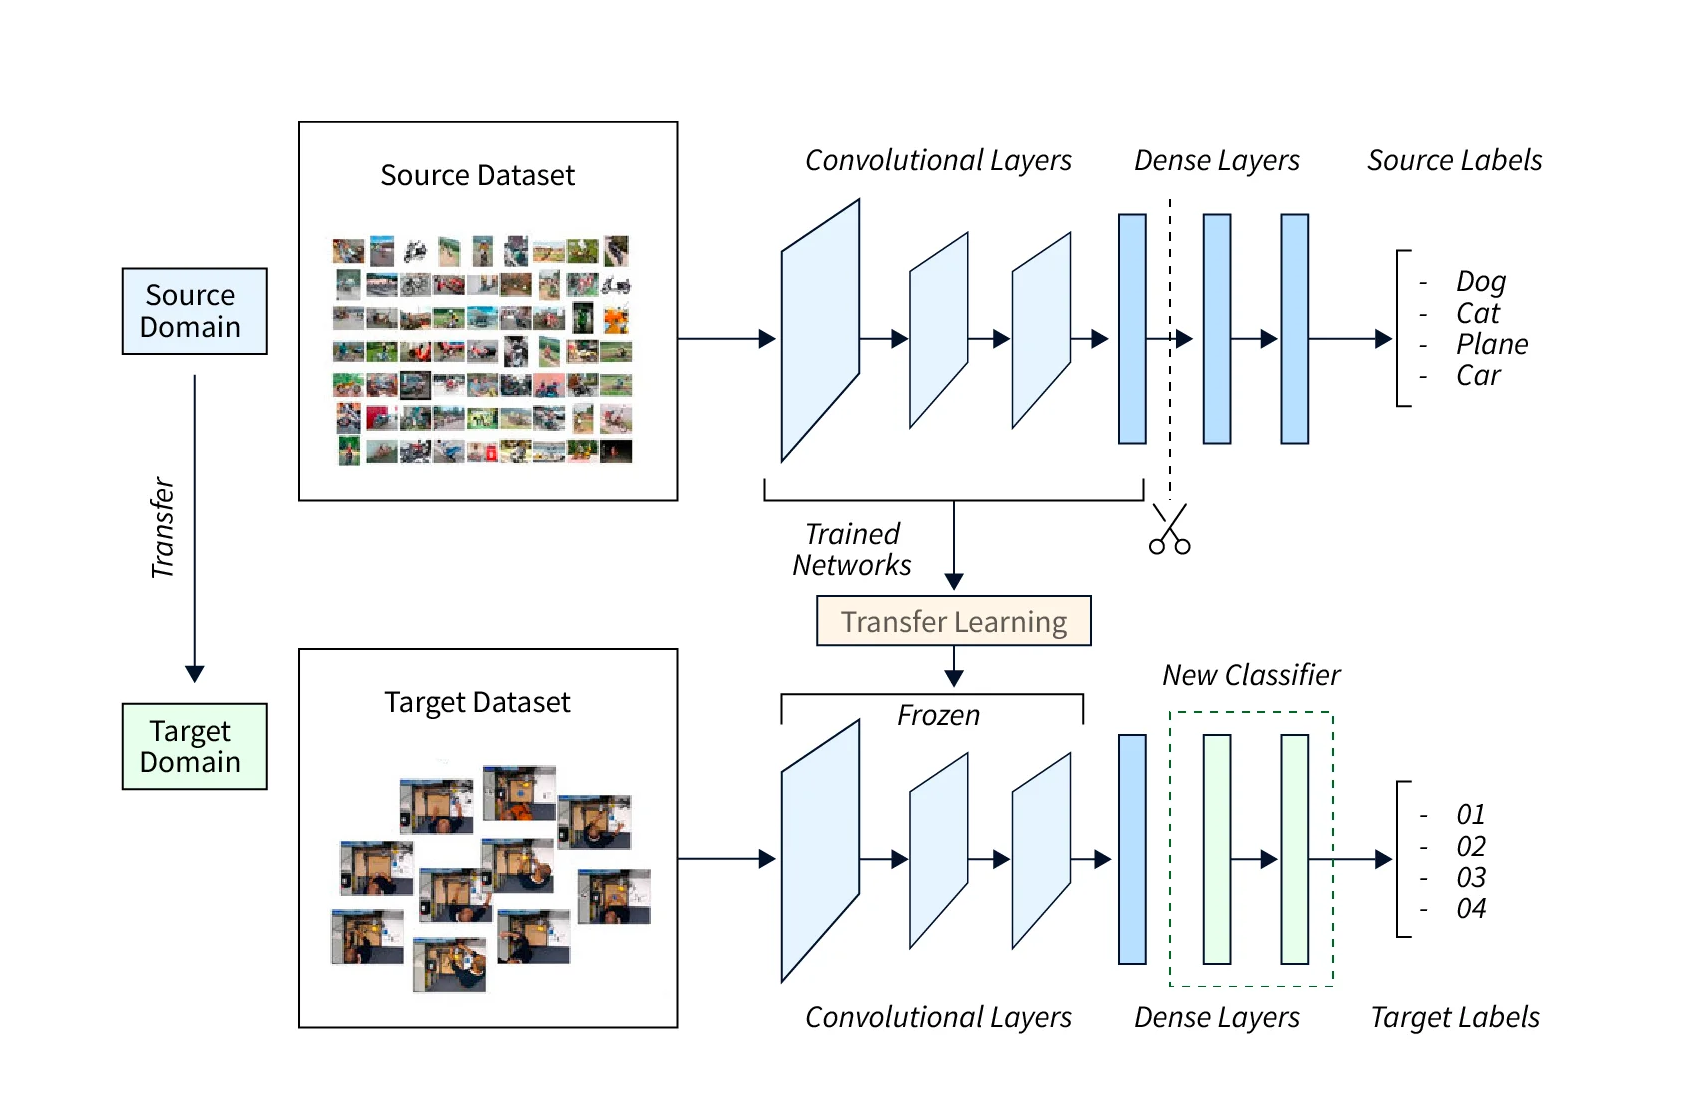 Source Dataset
Convolutional Layers
Dense Layers
Source Labels
Source
Domain
- Dog
- Cat
- Plane
- Car
Transfer
Trained
Networks
Transfer Learning
Target Dataset
New Classifier
Frozen
Target
Domain
- 01
- 02
- 03
- 04
Convolutional Layers
Dense Layers
Target Labels